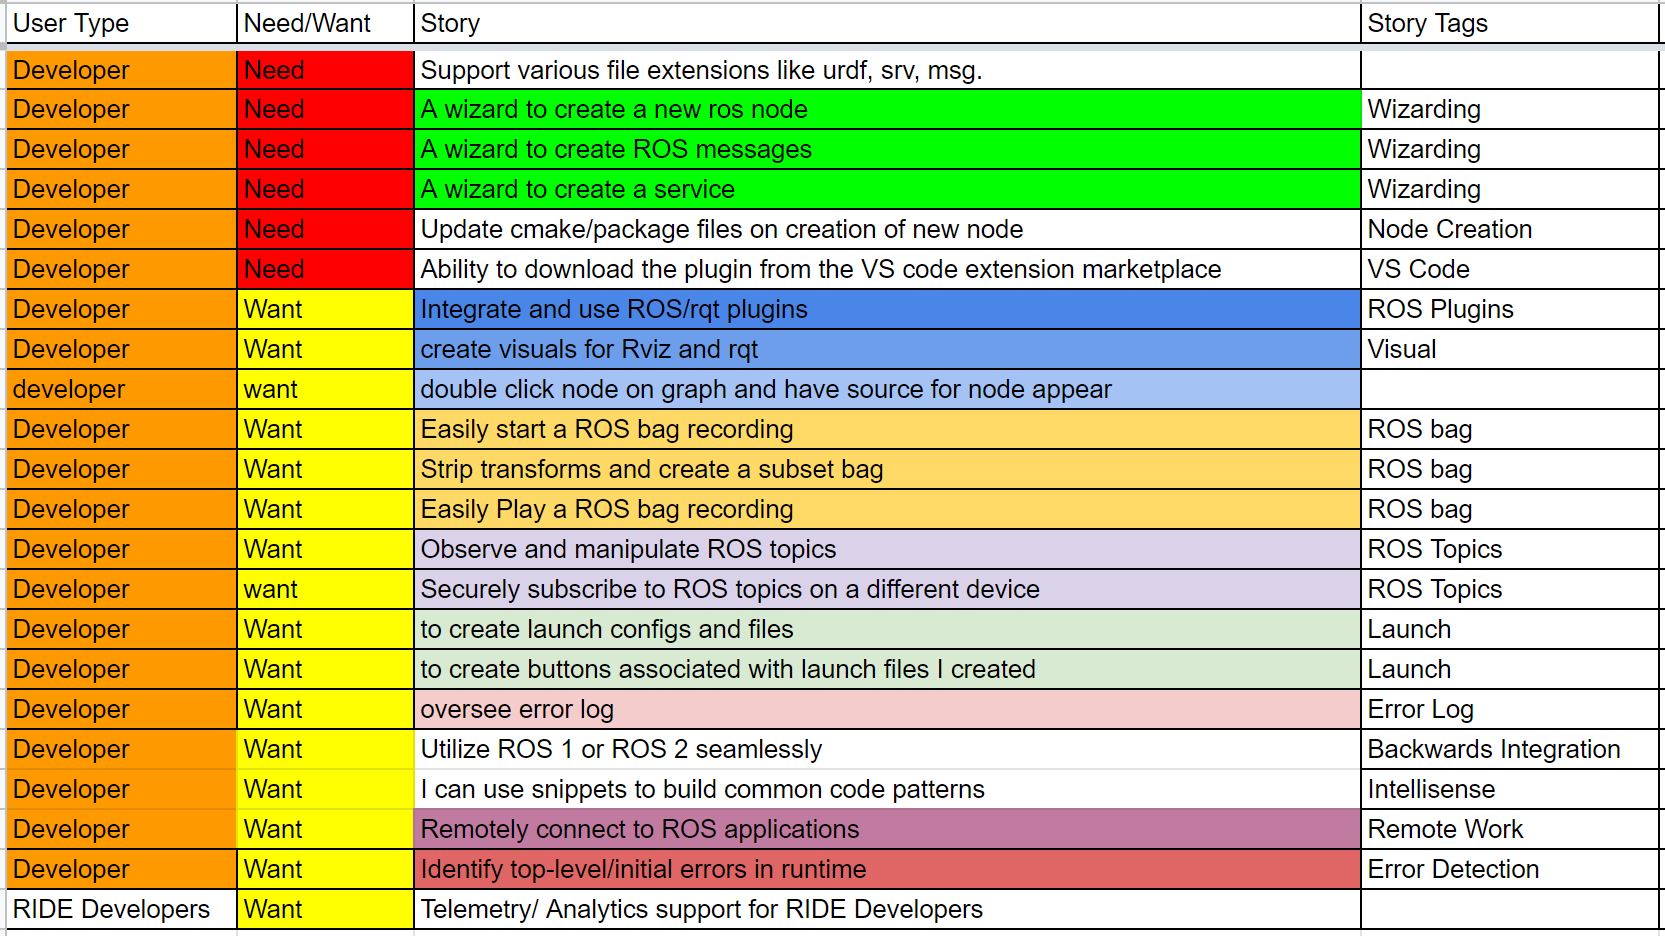 User Type Need/Want Story Story Tags
Developer Need Support various file extensions like urdf, srv, msg.
Developer Need A wizard to create a new ros node Wizarding
Developer Need A wizard to create ROS messages Wizarding
Developer Need A wizard to create a service Wizarding
Developer Need Update cmake/package files on creation of new node Node Creation
Developer Need Ability to download the plugin from the VS code extension marketplace VS Code
Developer Want Integrate and use ROS/rqt plugins ROS Plugins
Developer Want create visuals for Rviz and rqt Visual
developer want double click node on graph and have source for node appear
Developer Want Easily start a ROS bag recording ROS bag
Developer Want Strip transforms and create a subset bag ROS bag
Developer Want Easily Play a ROS bag recording ROS bag
Developer Want Observe and manipulate ROS topics ROS Topics
Developer want Securely subscribe to ROS topics on a different device ROS Topics
Developer Want to create launch configs and files Launch
Developer Want to create buttons associated with launch files I created Launch
Developer Want oversee error log Error Log
Developer Want Utilize ROS 1 or ROS 2 seamlessly Backwards Integration
Developer Want I can use snippets to build common code patterns Intellisense
Developer Want Remotely connect to ROS applications Remote Work
Developer Want Identify top-level/initial errors in runtime Error Detection
RIDE Developers Want Telemetry/ Analytics support for RIDE Developers